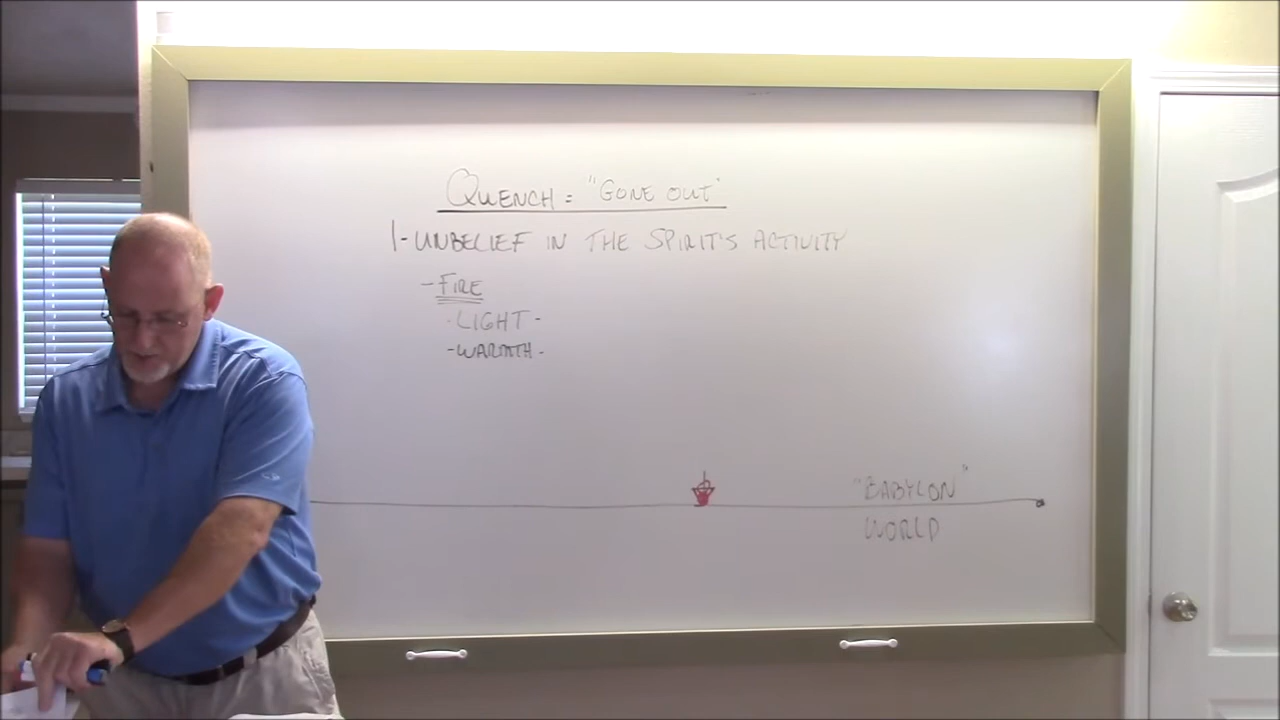 QUENCH = "GONE OUT"
1-UNBELIEF IN THE SPIRIT'S ACTIVITY
-FIRE
-LIGHT-
-WARMTH-
"BABYLON"
WORLD